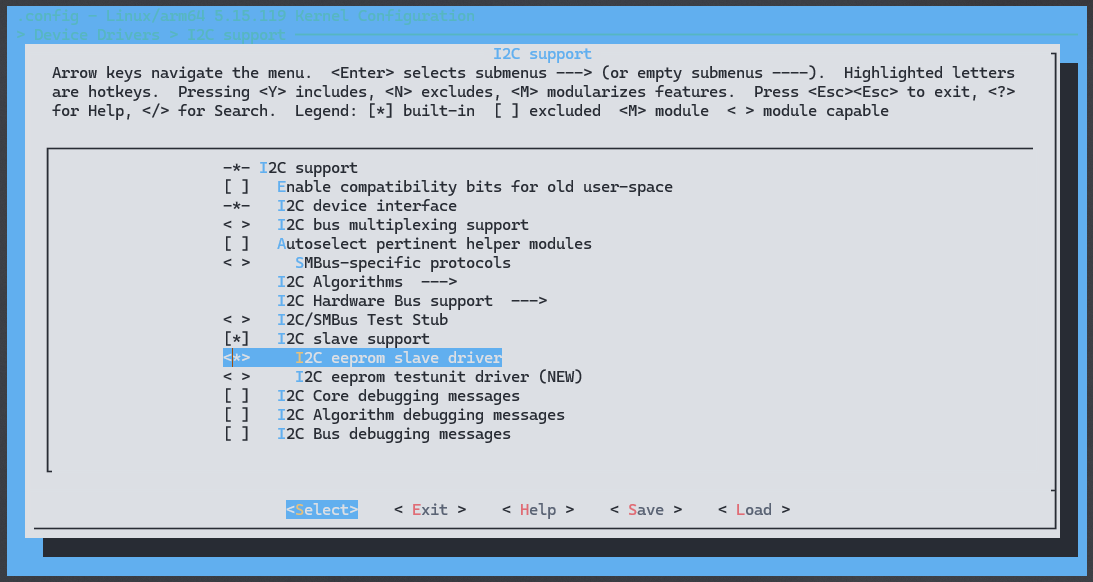 .config - Linux/arm64 5.15.119 Kernel Configuration
> Device Drivers > I2C support
I2C support
Arrow keys navigate the menu.  <Enter> selects submenus ---> (or empty submenus ----).  Highlighted letters
are hotkeys.  Pressing <Y> includes, <N> excludes, <M> modularizes features.  Press <Esc><Esc> to exit, <?>
for Help, </> for Search.  Legend: [*] built-in  [ ] excluded  <M> module  < > module capable
-*- I2C support
[ ]   Enable compatibility bits for old user-space
-*-   I2C device interface
< >   I2C bus multiplexing support
[ ]   Autoselect pertinent helper modules
< >     SMBus-specific protocols
I2C Algorithms  --->
I2C Hardware Bus support  --->
< >   I2C/SMBus Test Stub
[*]   I2C slave support
<*>     I2C eeprom slave driver
< >     I2C eeprom testunit driver (NEW)
[ ]   I2C Core debugging messages
[ ]   I2C Algorithm debugging messages
[ ]   I2C Bus debugging messages
<Select>    < Exit >    < Help >    < Save >    < Load >